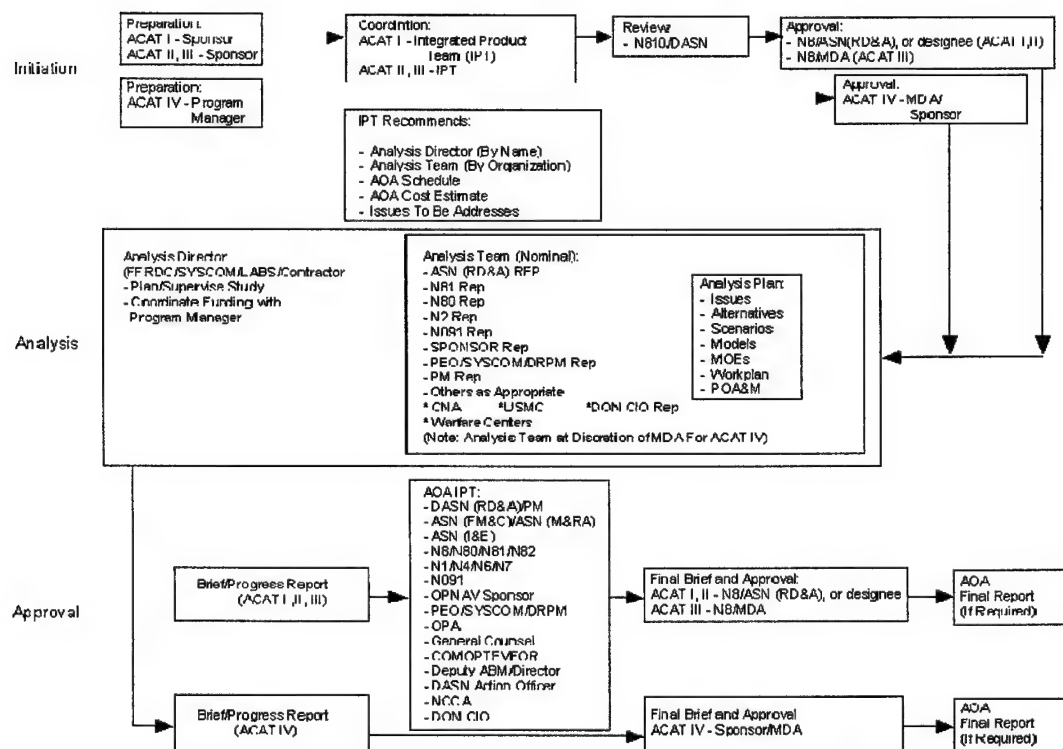 Initiation
Preparation:
ACAT I - Sponsor
ACAT II, III - Sponsor
Preparation:
ACAT IV - Program
Manager
Coordintion:
ACAT I - Integrated Product
Team (IPT)
ACAT II, III - IPT
Review:
- N810/DASN
Approval:
- N8/ASN(RD&A), or designee (ACAT I,II)
- N8/MDA (ACAT III)
Approval:
ACAT IV - MDA/
Sponsor
IPT Recommends:
- Analysis Director (By Name)
- Analysis Team (By Organization)
- AOA Schedule
- AOA Cost Estimate
- Issues To Be Addresses
Analysis
Analysis Director
(FFRDC/SYSCOM/LABS/Contractor
- Plan/Supervise Study
- Coordinate Funding with
Program Manager
Analysis Team (Nominal):
- ASN (RD&A) REP
- N81 Rep
- N80 Rep
- N2 Rep
- N091 Rep
- SPONSOR Rep
- PEO/SYSCOM/DRPM Rep
- PM Rep
- Others as Appropriate
* CNA *USMC *DON CIO Rep
* Warfare Centers
(Note: Analysis Team at Discretion of MDA For ACAT IV)
Analysis Plan:
- Issues
- Alternatives
- Scenarios
- Models
- MOEs
- Workplan
- POA&M
Approval
Brief/Progress Report
(ACAT I ,II, III)
AOA IPT:
- DASN (RD&A)/PM
- ASN (FM&C)/ASN (M&RA)
- ASN (I&E)
- N8/N80/N81/N82
- N1/N4/N6/N7
- N091
- OPNAV Sponsor
- PEO/SYSCOM/DRPM
- OPA
- General Counsel
- COMOPTEVFOR
- Deputy ABM/Director
- DASN Action Officer
- NCCA
- DON CIO
Final Brief and Approval:
ACAT I, II - N8/ASN (RD&A), or designee
ACAT III - N8/MDA
AOA
Final Report
(If Required)
Brief/Progress Report
(ACAT IV)
Final Brief and Approval
ACAT IV - Sponsor/MDA
AOA
Final Report
(If Required)